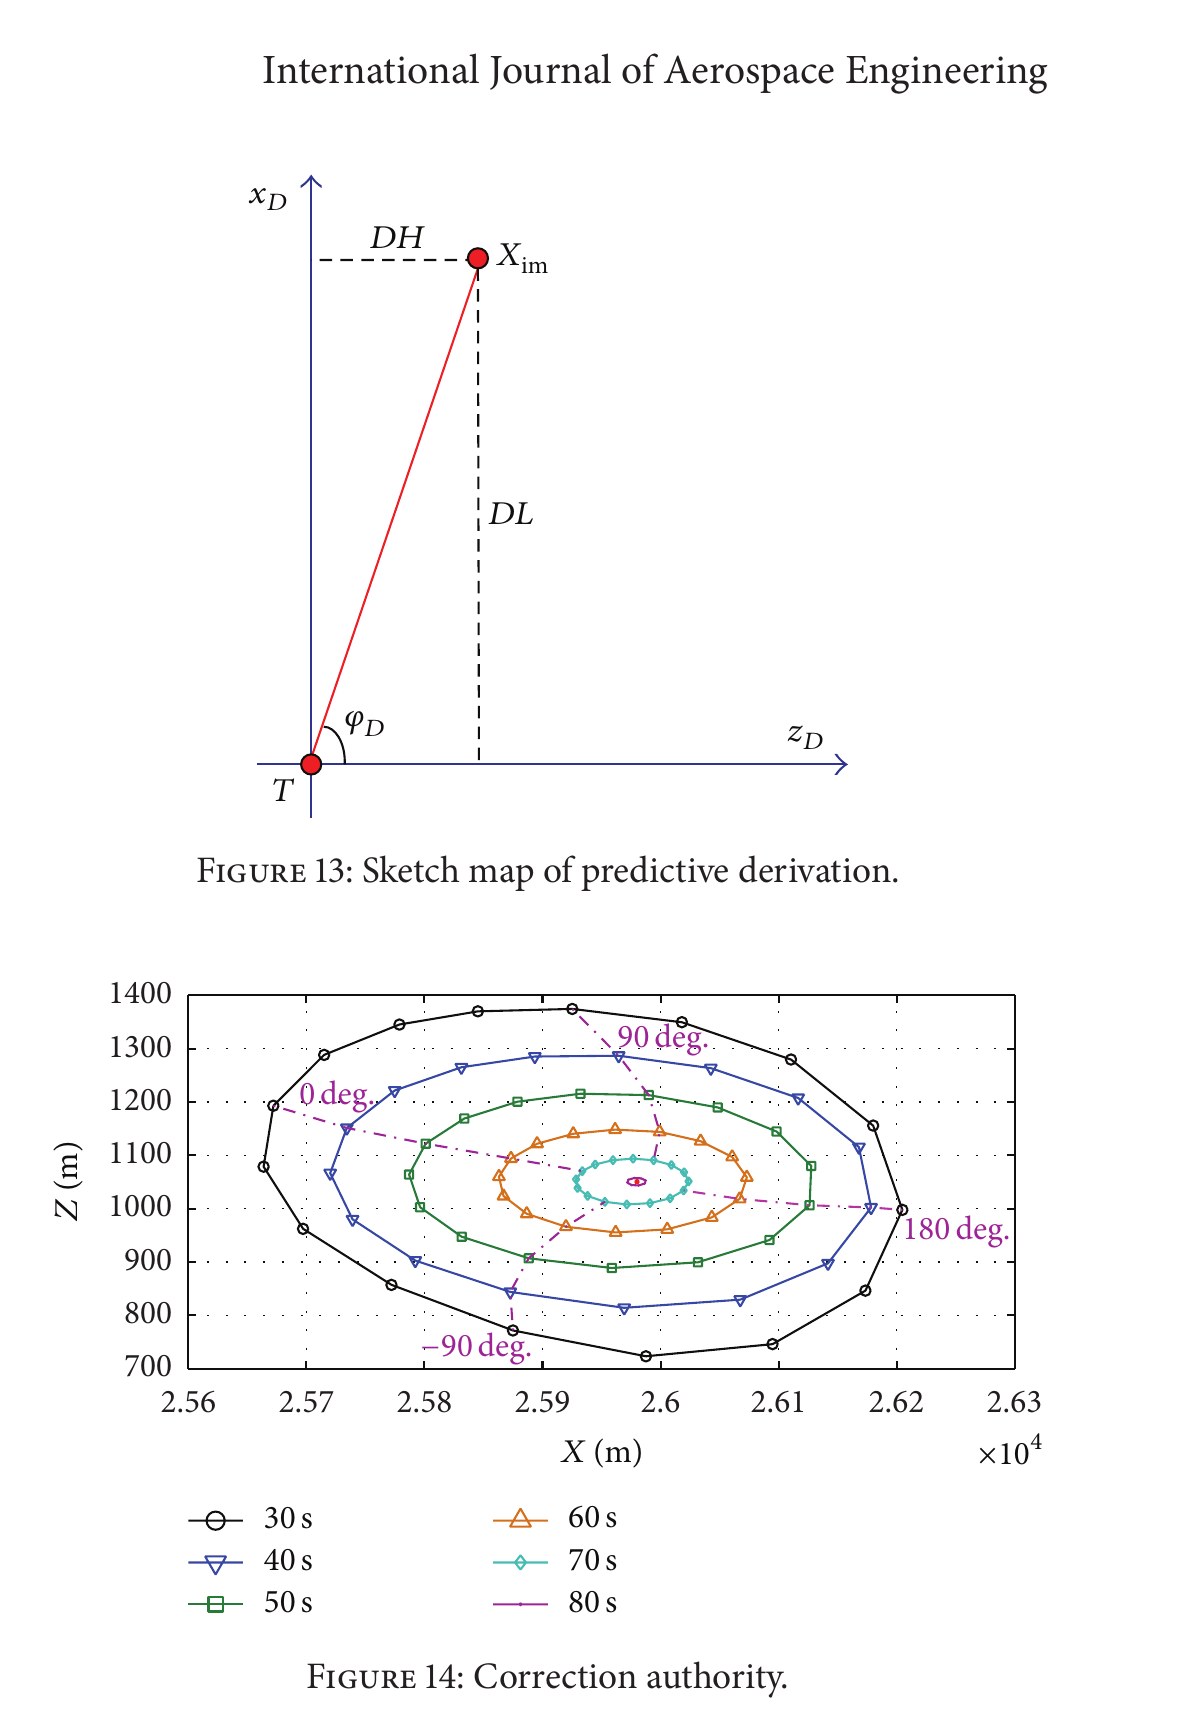 International Journal of Aerospace Engineering
x_D
DH
X_im
DL
φ_D
z_D
T
FIGURE 13: Sketch map of predictive derivation.
1400
1300
1200
1100
1000
900
800
700
Z (m)
90 deg.
0 deg.
180 deg.
−90 deg.
2.56 2.57 2.58 2.59 2.6 2.61 2.62 2.63
X (m)
×10^4
30 s 60 s
40 s 70 s
50 s 80 s
FIGURE 14: Correction authority.